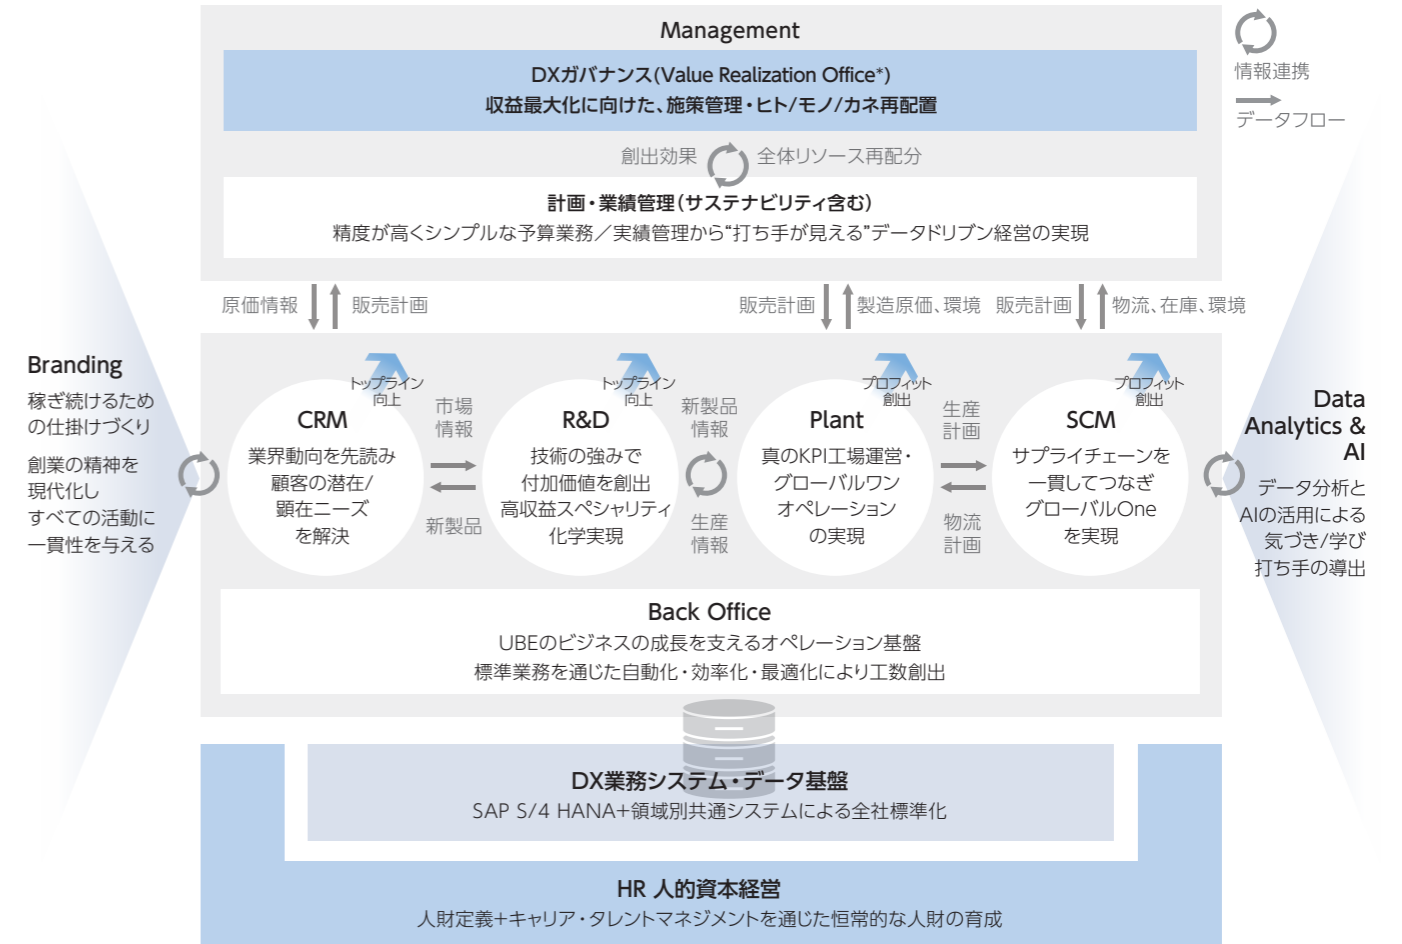 Management
DXガバナンス(Value Realization Office*)
収益最大化に向けた、施策管理・ヒト/モノ/カネ再配置
創出効果
全体リソース再配分
計画・業績管理(サステナビリティ含む)
精度が高くシンプルな予算業務／実績管理から“打ち手が見える”データドリブン経営の実現
情報連携
データフロー
原価情報
販売計画
販売計画
製造原価、環境
販売計画
物流、在庫、環境
Branding
稼ぎ続けるため
の仕掛けづくり
創業の精神を
現代化し
すべての活動に
一貫性を与える
トップライン
向上
CRM
業界動向を先読み
顧客の潜在/
顕在ニーズ
を解決
市場
情報
新製品
トップライン
向上
R&D
技術の強みで
付加価値を創出
高収益スペシャリティ
化学実現
新製品
情報
生産
情報
プロフィット
創出
Plant
真のKPI工場運営・
グローバルワン
オペレーション
の実現
生産
計画
物流
計画
プロフィット
創出
SCM
サプライチェーンを
一貫してつなぎ
グローバルOne
を実現
Data
Analytics &
AI
データ分析と
AIの活用による
気づき/学び
打ち手の導出
Back Office
UBEのビジネスの成長を支えるオペレーション基盤
標準業務を通じた自動化・効率化・最適化により工数創出
DX業務システム・データ基盤
SAP S/4 HANA+領域別共通システムによる全社標準化
HR 人的資本経営
人財定義+キャリア・タレントマネジメントを通じた恒常的な人財の育成